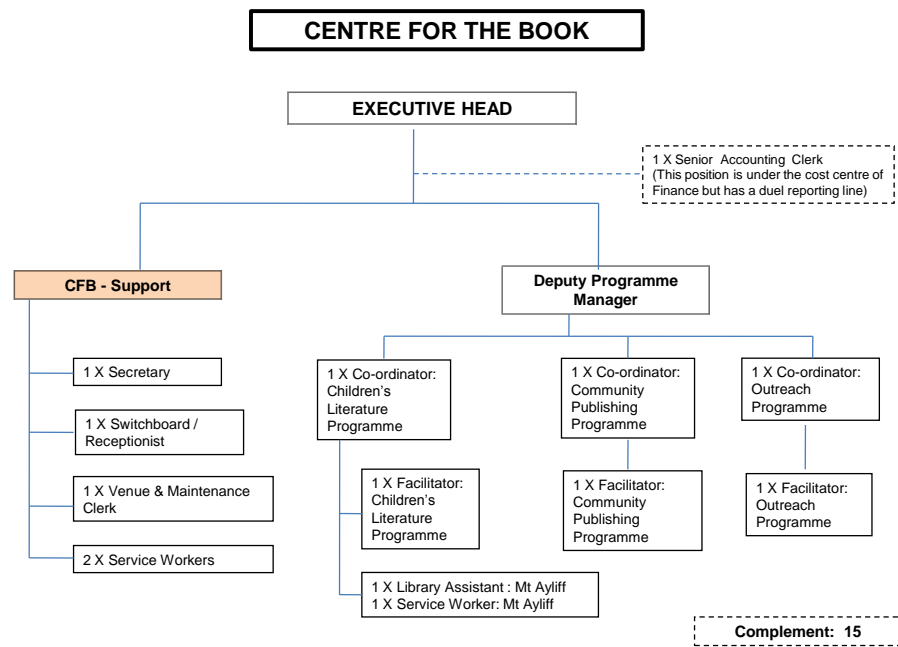 CENTRE FOR THE BOOK
EXECUTIVE HEAD
1 X Senior Accounting Clerk
(This position is under the cost centre of
Finance but has a duel reporting line)
CFB - Support
Deputy Programme
Manager
1 X Secretary
1 X Switchboard /
Receptionist
1 X Venue & Maintenance
Clerk
2 X Service Workers
1 X Co-ordinator:
Children's
Literature
Programme
1 X Facilitator:
Children's
Literature
Programme
1 X Library Assistant : Mt Ayliff
1 X Service Worker: Mt Ayliff
1 X Co-ordinator:
Community
Publishing
Programme
1 X Facilitator:
Community
Publishing
Programme
1 X Co-ordinator:
Outreach
Programme
1 X Facilitator:
Outreach
Programme
Complement: 15